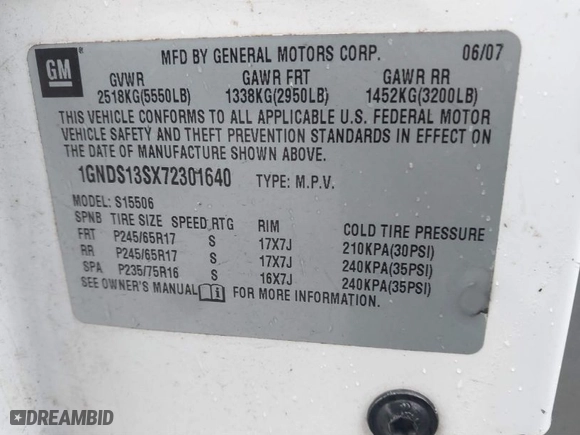 GM
MFD BY GENERAL MOTORS CORP. 06/07
GVWR GAWR FRT GAWR RR
2518KG(5550LB) 1338KG(2950LB) 1452KG(3200LB)
THIS VEHICLE CONFORMS TO ALL APPLICABLE U.S. FEDERAL MOTOR
VEHICLE SAFETY AND THEFT PREVENTION STANDARDS IN EFFECT ON
THE DATE OF MANUFACTURE SHOWN ABOVE.
1GNDS13SX72301640 TYPE: M.P.V.
MODEL: S15506
SPNB TIRE SIZE SPEED RTG RIM COLD TIRE PRESSURE
FRT P245/65R17 S 17X7J 210KPA(30PSI)
RR P245/65R17 S 17X7J 240KPA(35PSI)
SPA P235/75R16 S 16X7J 240KPA(35PSI)
SEE OWNER'S MANUAL FOR MORE INFORMATION.
DREAMBID